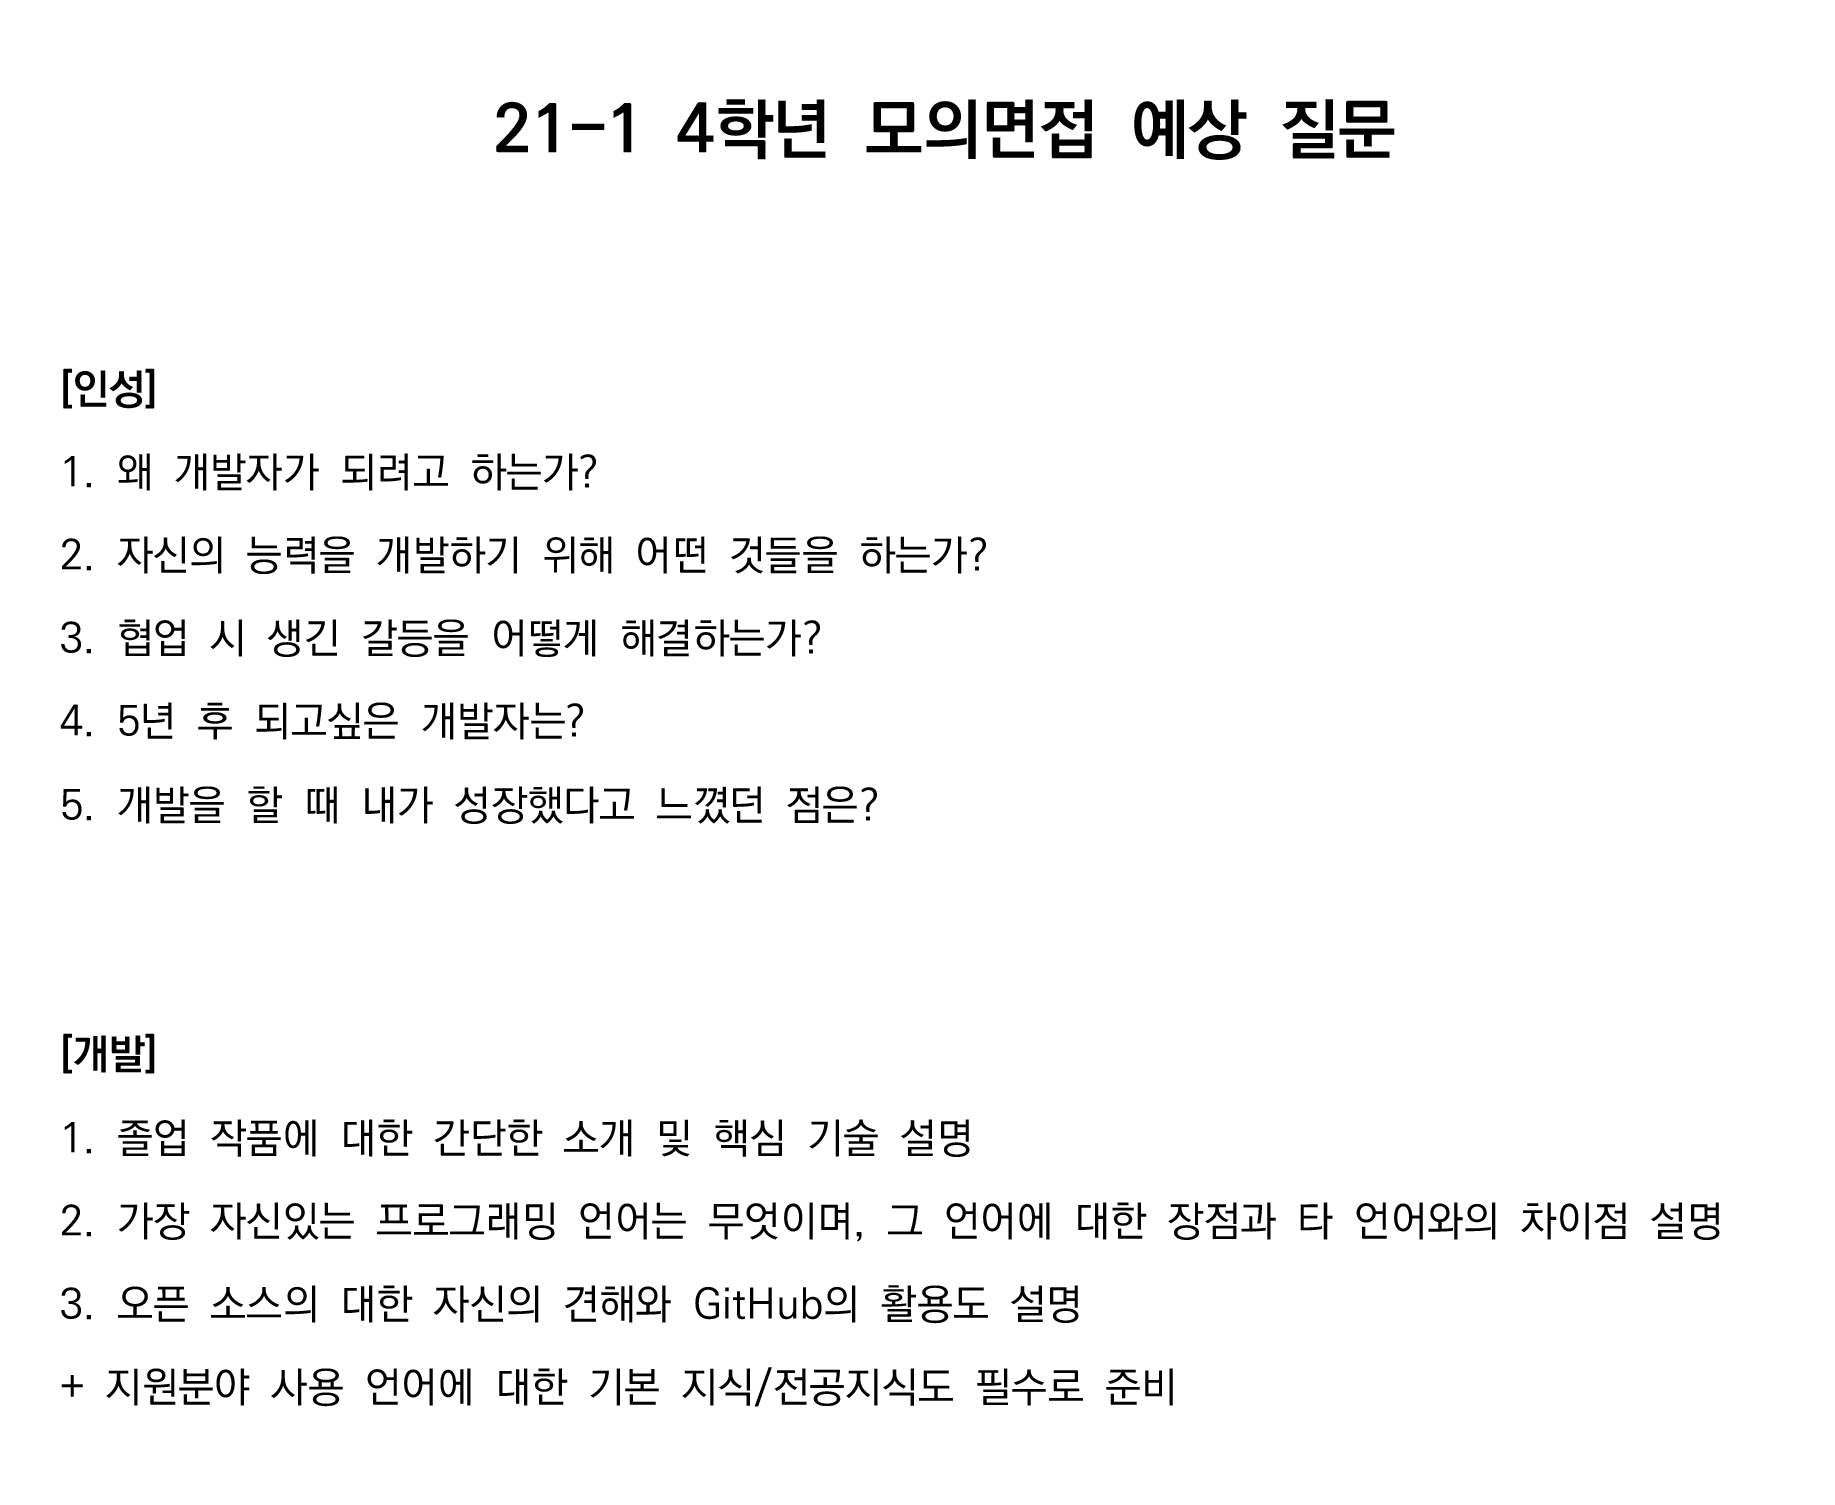 21-1 4학년 모의면접 예상 질문
[인성]
1. 왜 개발자가 되려고 하는가?
2. 자신의 능력을 개발하기 위해 어떤 것들을 하는가?
3. 협업 시 생긴 갈등을 어떻게 해결하는가?
4. 5년 후 되고싶은 개발자는?
5. 개발을 할 때 내가 성장했다고 느꼈던 점은?
[개발]
1. 졸업 작품에 대한 간단한 소개 및 핵심 기술 설명
2. 가장 자신있는 프로그래밍 언어는 무엇이며, 그 언어에 대한 장점과 타 언어와의 차이점 설명
3. 오픈 소스의 대한 자신의 견해와 GitHub의 활용도 설명
+ 지원분야 사용 언어에 대한 기본 지식/전공지식도 필수로 준비